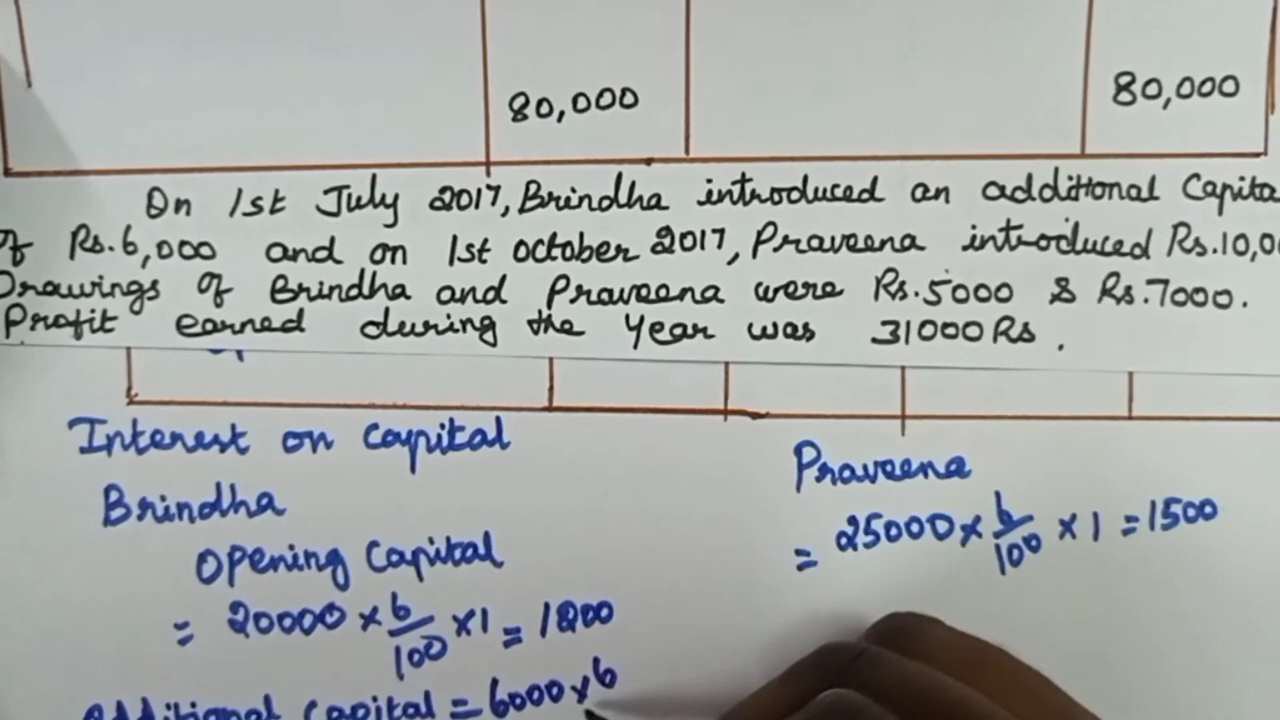 80,000 80,000
On 1st July 2017, Brindha introduced an additional Capita
of Rs.6,000 and on 1st october 2017, Praveena introduced Rs.10,0
Drawings of Brindha and Praveena were Rs.5000 & Rs.7000.
Profit earned during the Year was 31000 Rs.
Interest on capital
Brindha
Opening Capital
= 20000 × 6/100 × 1 = 1200
Additional Capital = 6000 × 6
Praveena
= 25000 × 6/100 × 1 = 1500